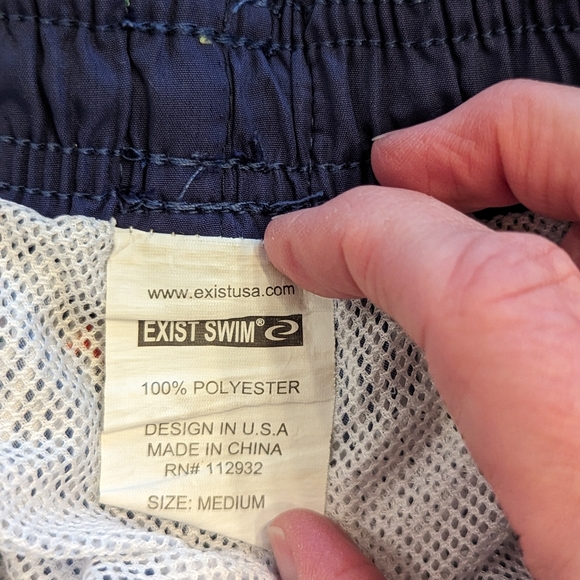 www.existusa.com
EXIST SWIM®
100% POLYESTER
DESIGN IN U.S.A
MADE IN CHINA
RN# 112932
SIZE: MEDIUM